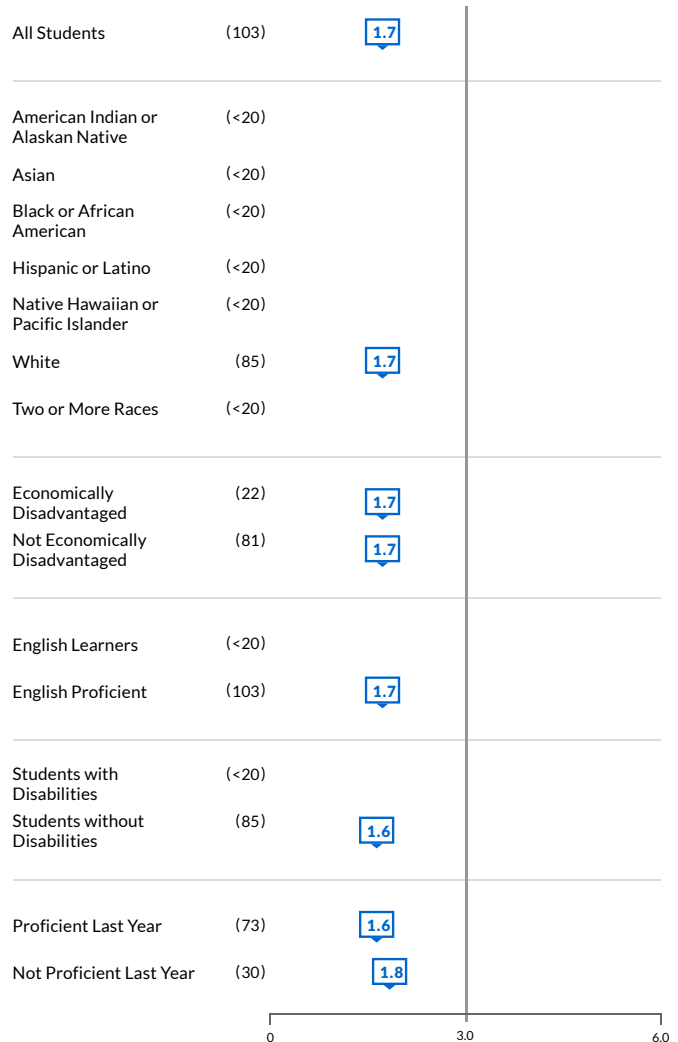 All Students (103) 1.7
American Indian or (<20)
Alaskan Native
Asian (<20)
Black or African (<20)
American
Hispanic or Latino (<20)
Native Hawaiian or (<20)
Pacific Islander
White (85) 1.7
Two or More Races (<20)
Economically (22) 1.7
Disadvantaged
Not Economically (81) 1.7
Disadvantaged
English Learners (<20)
English Proficient (103) 1.7
Students with (<20)
Disabilities
Students without (85) 1.6
Disabilities
Proficient Last Year (73) 1.6
Not Proficient Last Year (30) 1.8
0 3.0 6.0